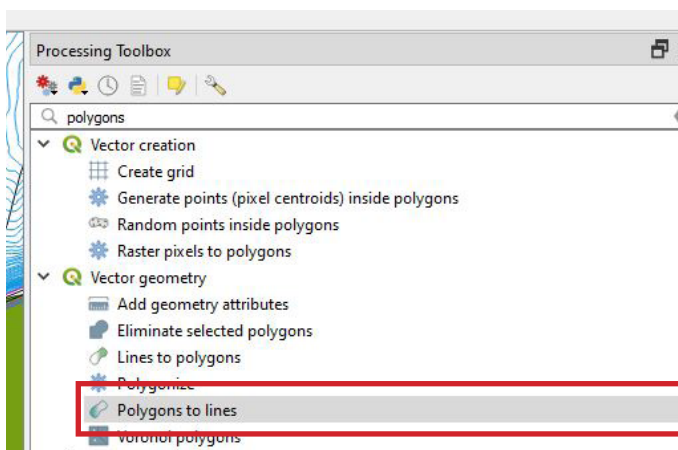 Processing Toolbox
polygons
Vector creation
Create grid
Generate points (pixel centroids) inside polygons
Random points inside polygons
Raster pixels to polygons
Vector geometry
Add geometry attributes
Eliminate selected polygons
Lines to polygons
Polygonize
Polygons to lines
Voronoi polygons